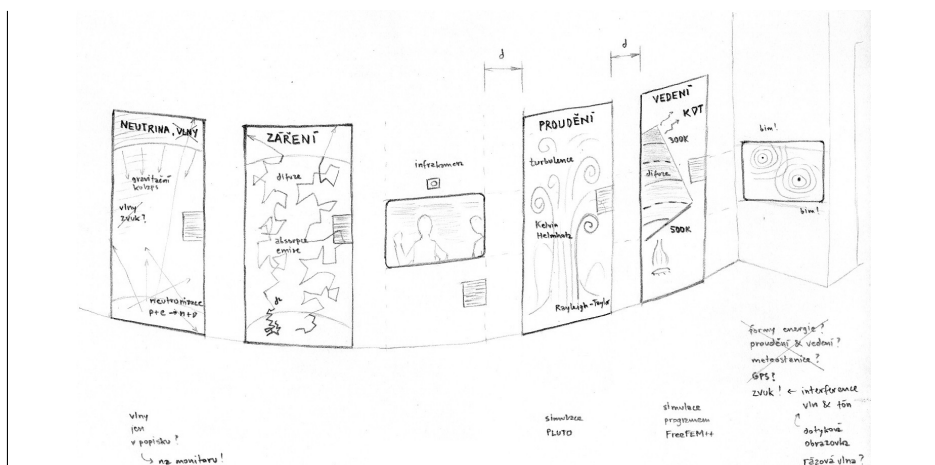 d
d
NEUTRINA, VLNY
gravitační
kolaps
vlny
zvuk?
neutronizace
ZÁŘENÍ
difuze
absorpce
emise
infrakamera
PROUDĚNÍ
turbulence
Kelvin
Helmholtz
Rayleigh-Taylor
VEDENÍ
300K
difuze
500K
bim!
bim!
formy energie?
proudění & vedení?
meteostanice?
GPS?
zvuk! ← interference
vln & tón
dotyková
obrazovka
rázová vlna?
vlny
jen
v popisku?
↳ na monitoru!
simulace
PLUTO
simulace
programem
FreeFEM++